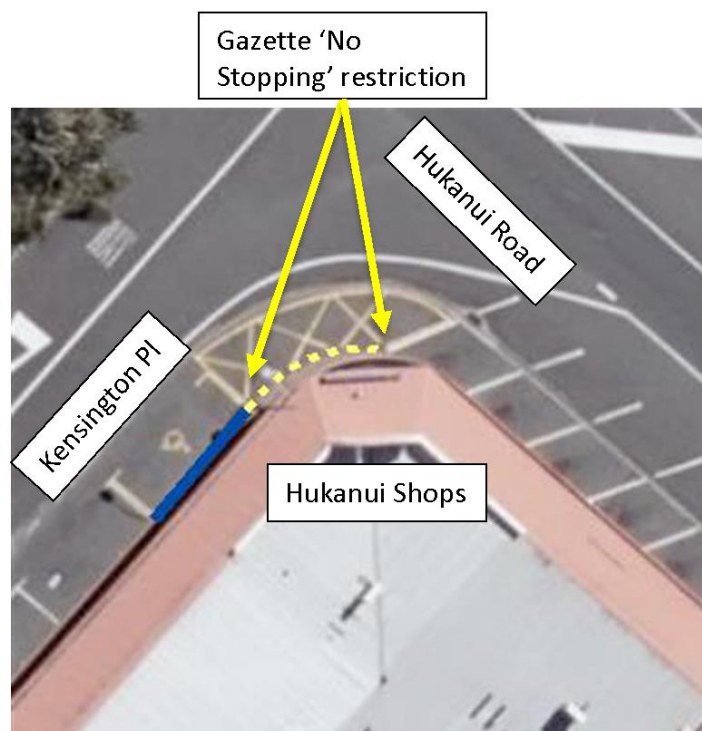 Gazette ‘No
Stopping’ restriction
Hukanui Road
Kensington Pl
Hukanui Shops